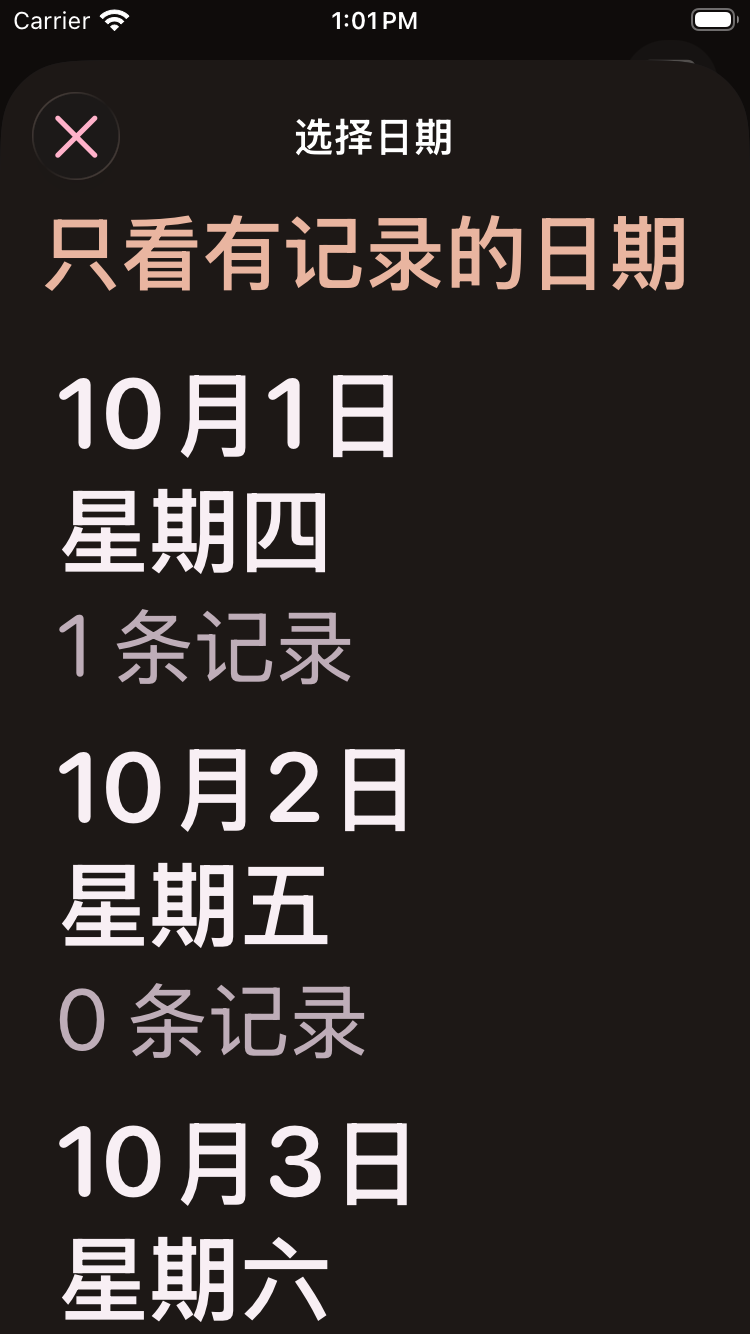 Carrier 1:01 PM
选择日期
只看有记录的日期
10月1日
星期四
1 条记录
10月2日
星期五
0 条记录
10月3日
星期六